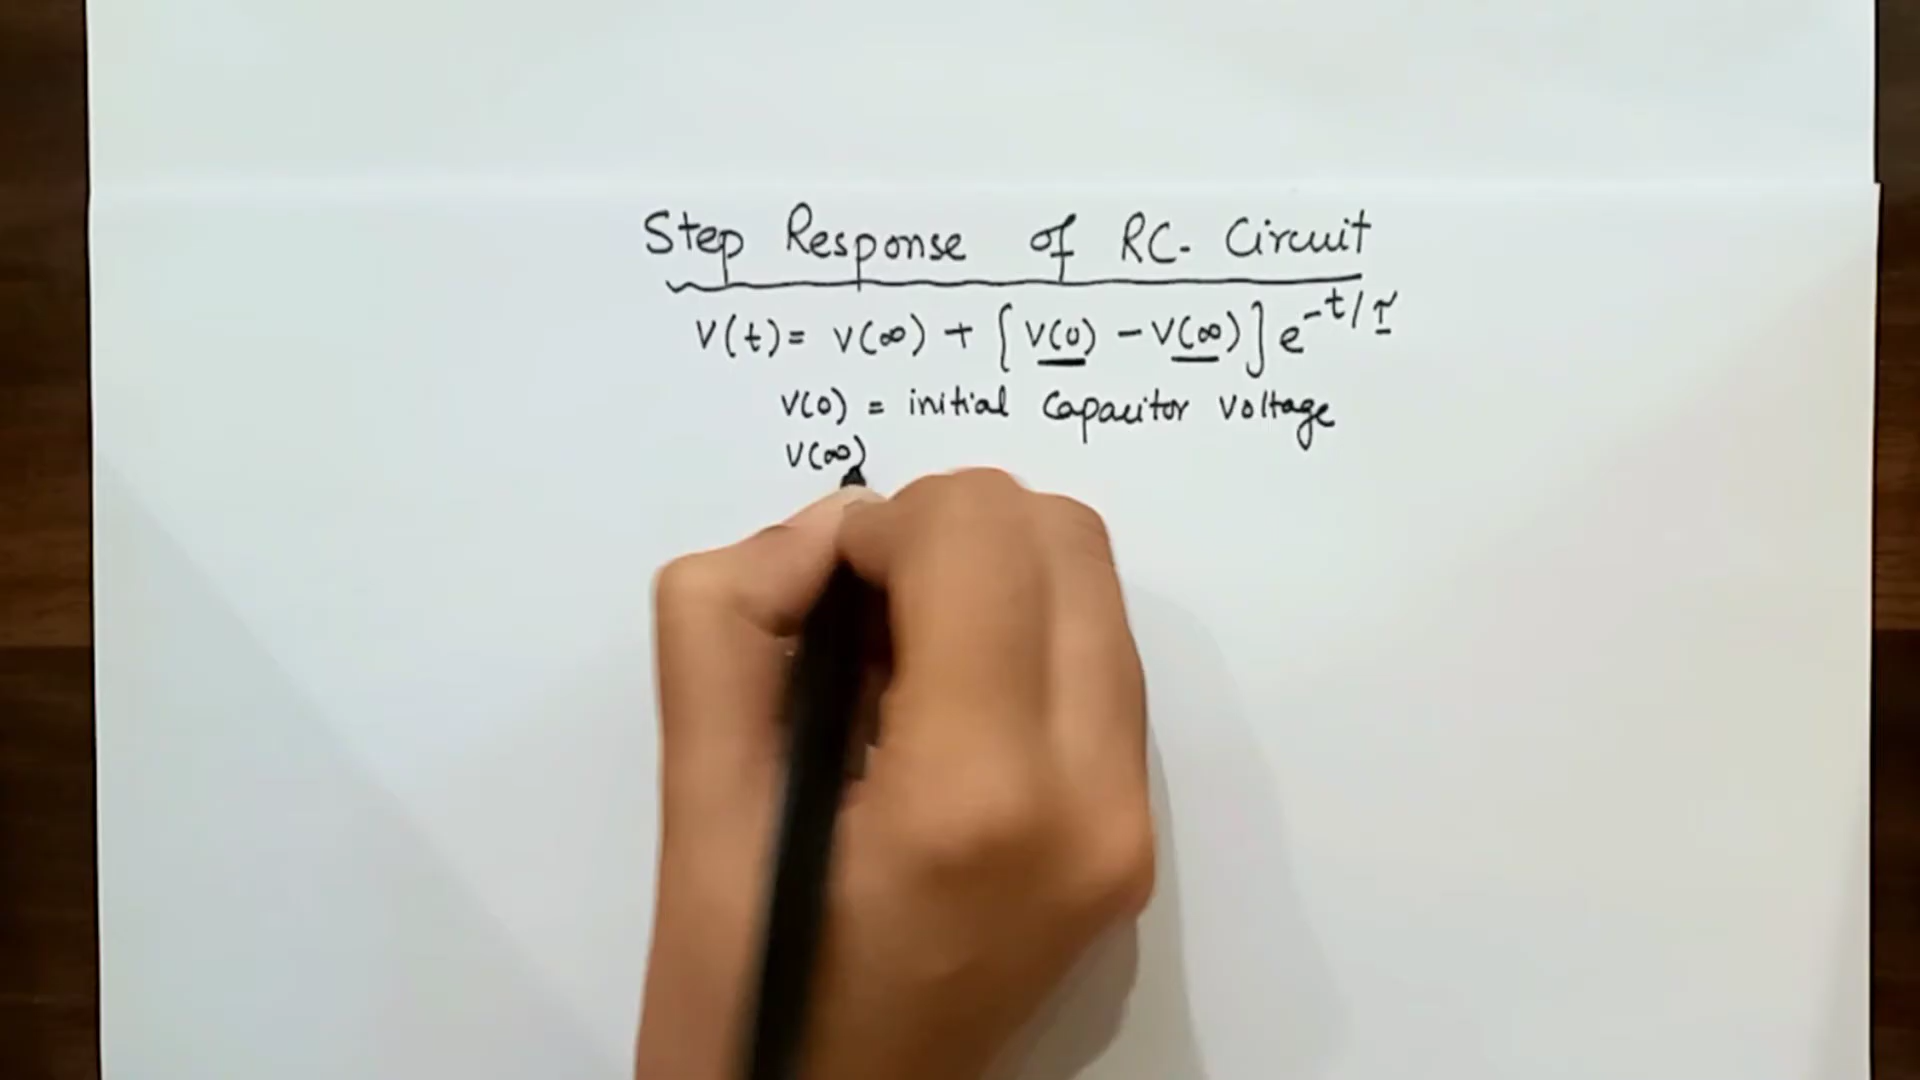 Step Response of RC- Circuit
V(t) = V(∞) + [V(0) - V(∞)] e^-t/τ
V(0) = initial Capacitor Voltage
V(∞)